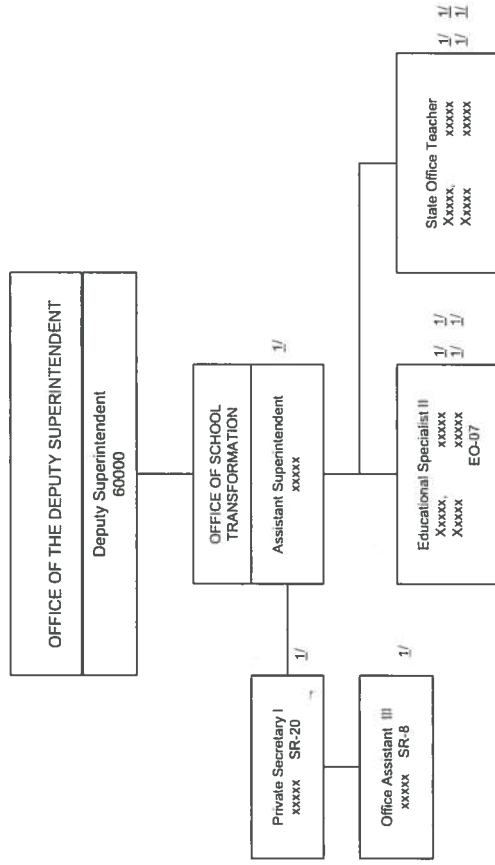 OFFICE OF THE DEPUTY SUPERINTENDENT
Deputy Superintendent
60000
OFFICE OF SCHOOL
TRANSFORMATION
Assistant Superintendent
xxxxx
1/
Private Secretary I
xxxxx SR-20
1/
Office Assistant III
xxxxx SR-8
1/
Educational Specialist II
Xxxxx, xxxxx 1/ 1/
Xxxxx xxxxx 1/ 1/
EO-07
State Office Teacher
Xxxxx, xxxxx 1/ 1/
Xxxxx xxxxx 1/ 1/